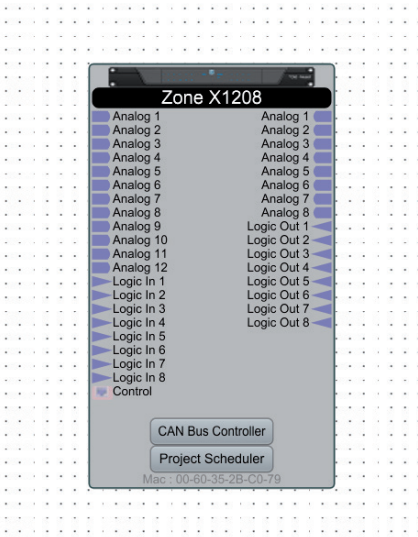 Zone X1208
Analog 1 Analog 1
Analog 2 Analog 2
Analog 3 Analog 3
Analog 4 Analog 4
Analog 5 Analog 5
Analog 6 Analog 6
Analog 7 Analog 7
Analog 8 Analog 8
Analog 9 Logic Out 1
Analog 10 Logic Out 2
Analog 11 Logic Out 3
Analog 12 Logic Out 4
Logic In 1 Logic Out 5
Logic In 2 Logic Out 6
Logic In 3 Logic Out 7
Logic In 4 Logic Out 8
Logic In 5
Logic In 6
Logic In 7
Logic In 8
Control
CAN Bus Controller
Project Scheduler
Mac : 00-60-35-2B-C0-79